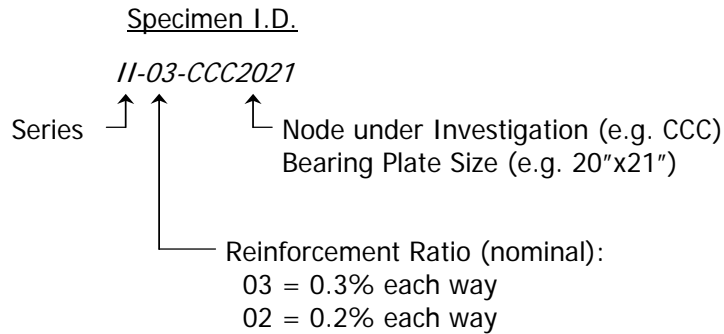 Specimen I.D.
II-03-CCC2021
Series
Node under Investigation (e.g. CCC)
Bearing Plate Size (e.g. 20"x21")
Reinforcement Ratio (nominal):
03 = 0.3% each way
02 = 0.2% each way